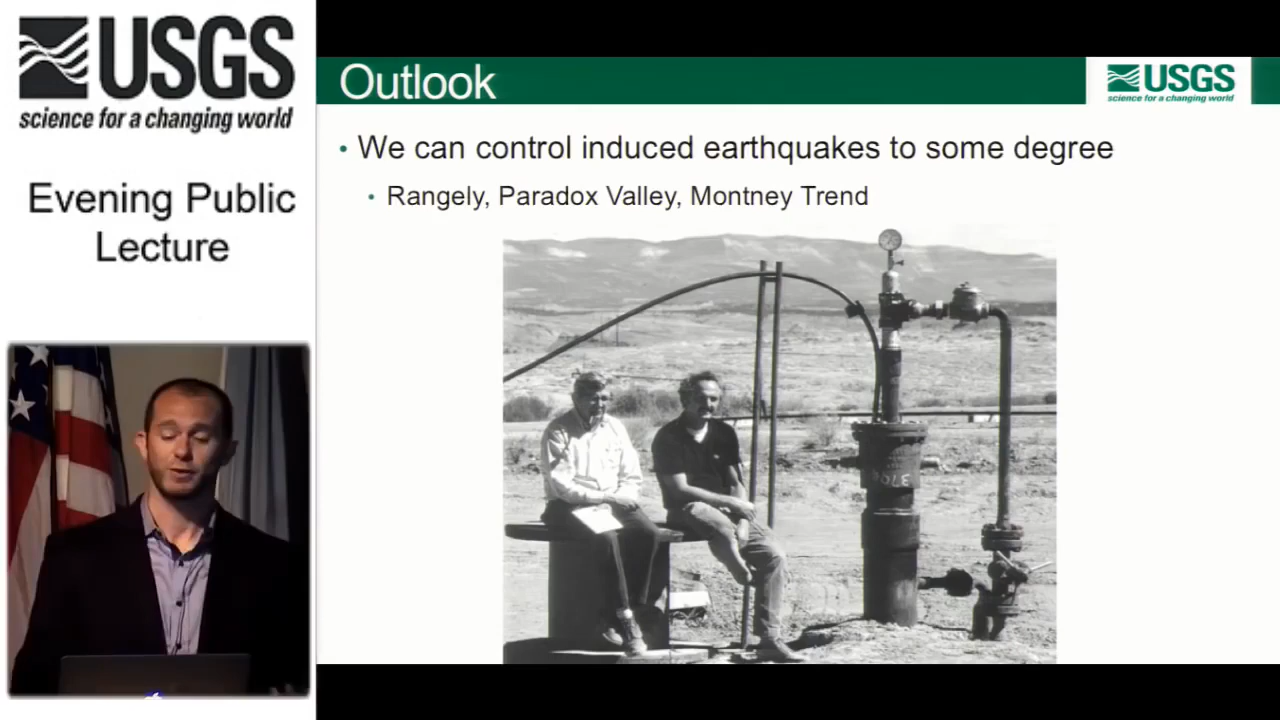 USGS
science for a changing world
Evening Public
Lecture
Outlook
USGS
science for a changing world
• We can control induced earthquakes to some degree
• Rangely, Paradox Valley, Montney Trend